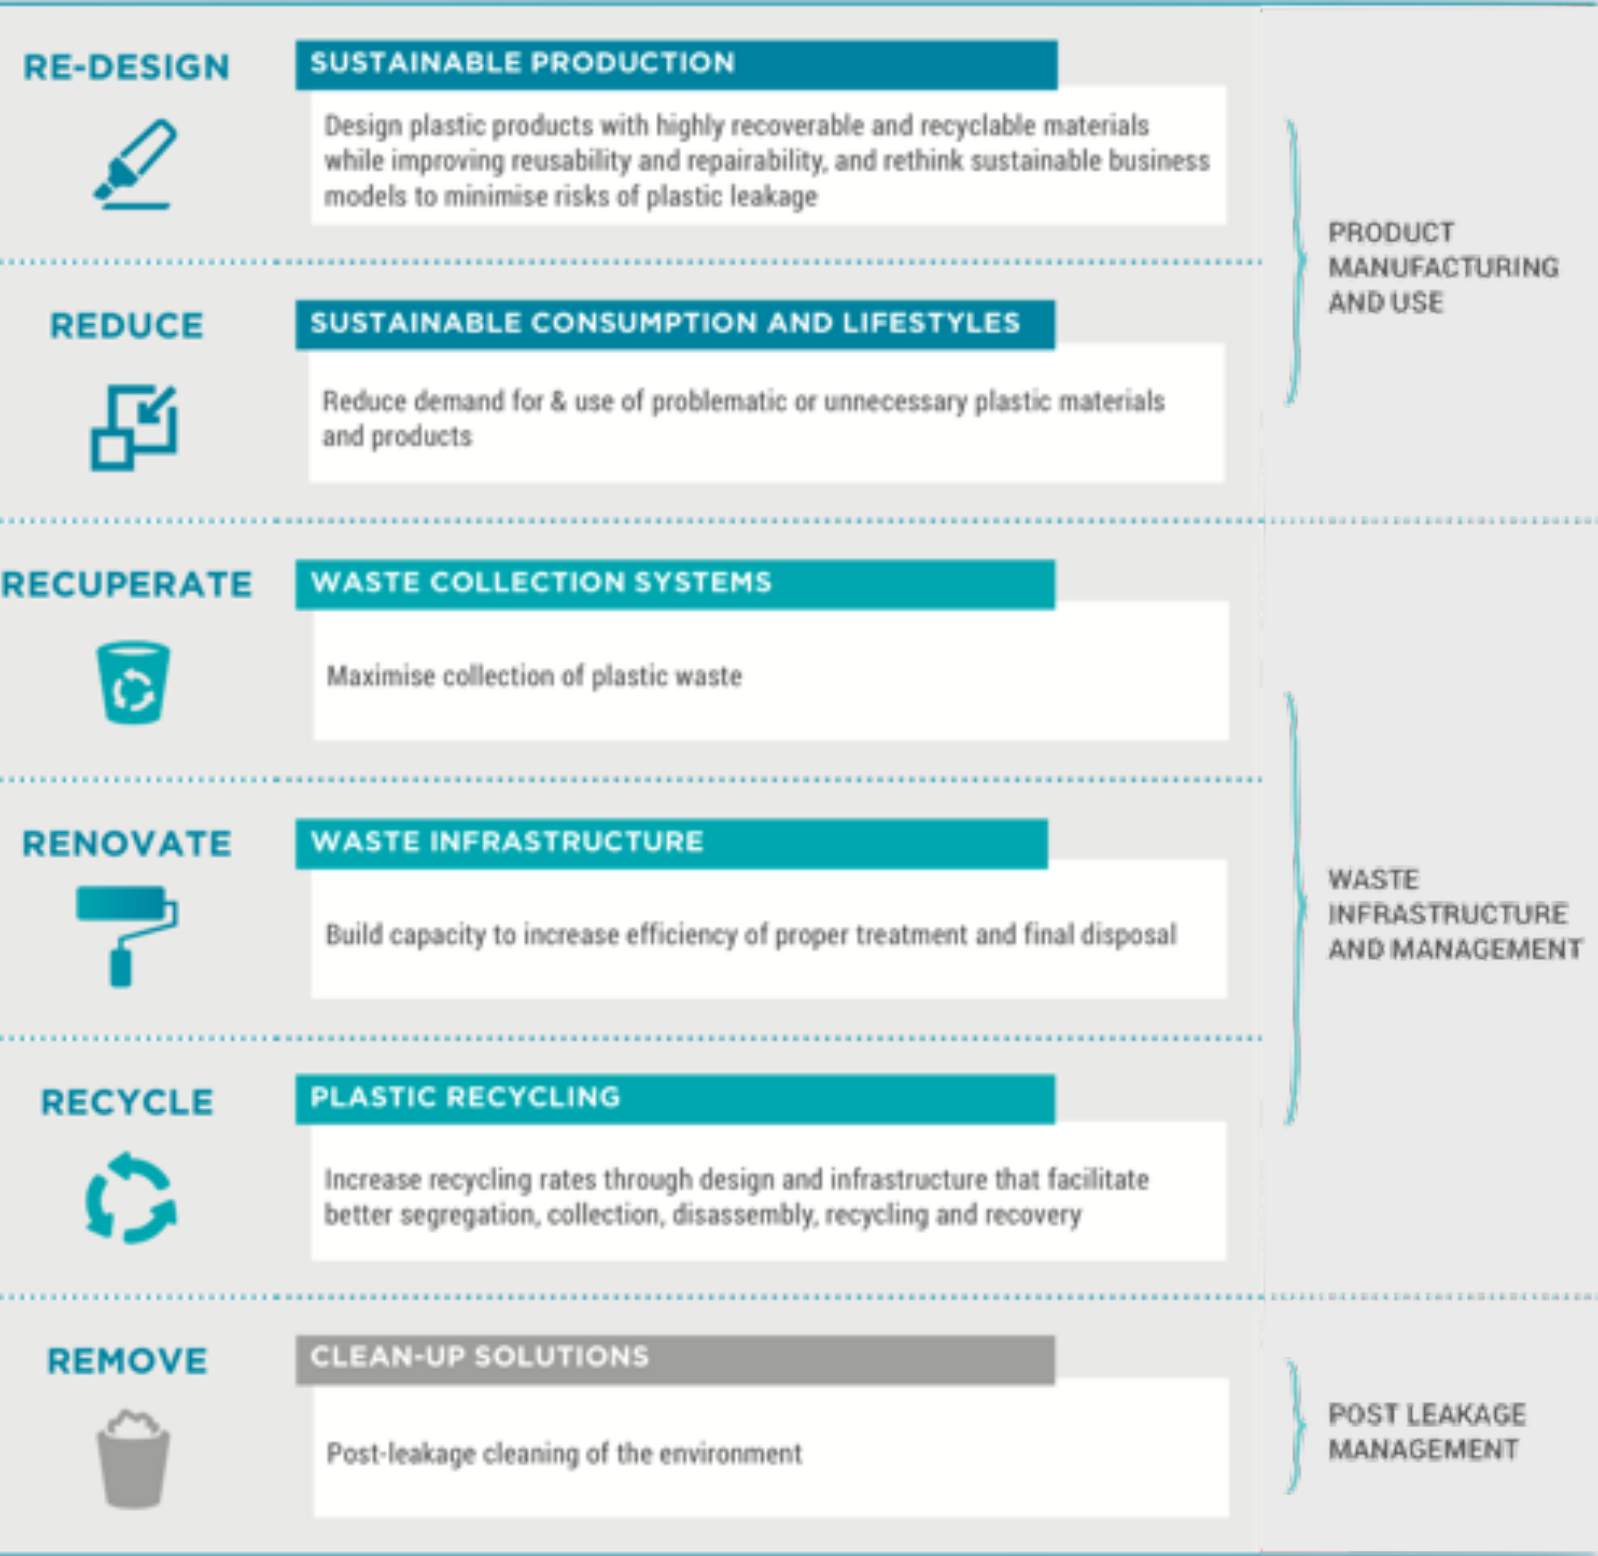 RE-DESIGN
SUSTAINABLE PRODUCTION
Design plastic products with highly recoverable and recyclable materials
while improving reusability and repairability, and rethink sustainable business
models to minimise risks of plastic leakage
REDUCE
SUSTAINABLE CONSUMPTION AND LIFESTYLES
Reduce demand for & use of problematic or unnecessary plastic materials
and products
PRODUCT
MANUFACTURING
AND USE
RECUPERATE
WASTE COLLECTION SYSTEMS
Maximise collection of plastic waste
RENOVATE
WASTE INFRASTRUCTURE
Build capacity to increase efficiency of proper treatment and final disposal
RECYCLE
PLASTIC RECYCLING
Increase recycling rates through design and infrastructure that facilitate
better segregation, collection, disassembly, recycling and recovery
WASTE
INFRASTRUCTURE
AND MANAGEMENT
REMOVE
CLEAN-UP SOLUTIONS
Post-leakage cleaning of the environment
POST LEAKAGE
MANAGEMENT